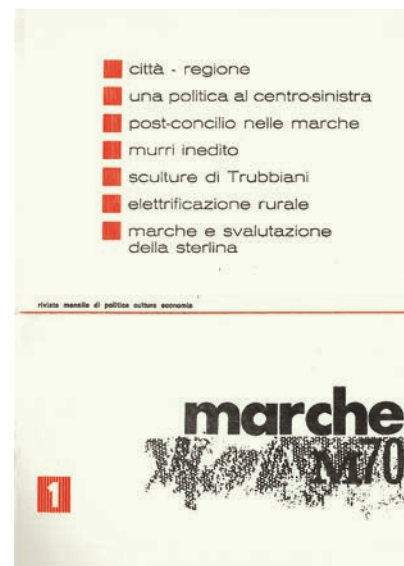 città - regione
una politica al centro-sinistra
post-concilio nelle marche
murri inedito
sculture di Trubbiani
elettrificazione rurale
marche e svalutazione
della sterlina
rivista mensile di politica cultura economia
marche
M70
1